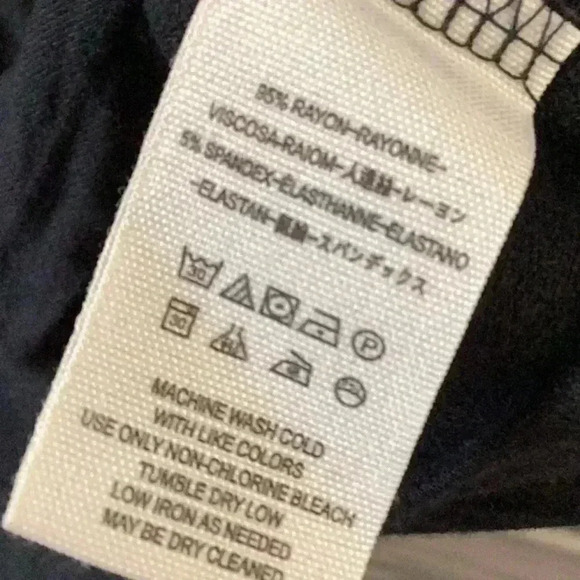 95% RAYON-RAYONNE-
VISCOSA-RAIOM-人造絲-レーヨン
5% SPANDEX-ÉLASTHANNE-ELASTANO
-ELASTAN-
-スパンデックス
30
P
30
MACHINE WASH COLD
WITH LIKE COLORS
USE ONLY NON-CHLORINE BLEACH
TUMBLE DRY LOW
LOW IRON AS NEEDED
MAY BE DRY CLEANED